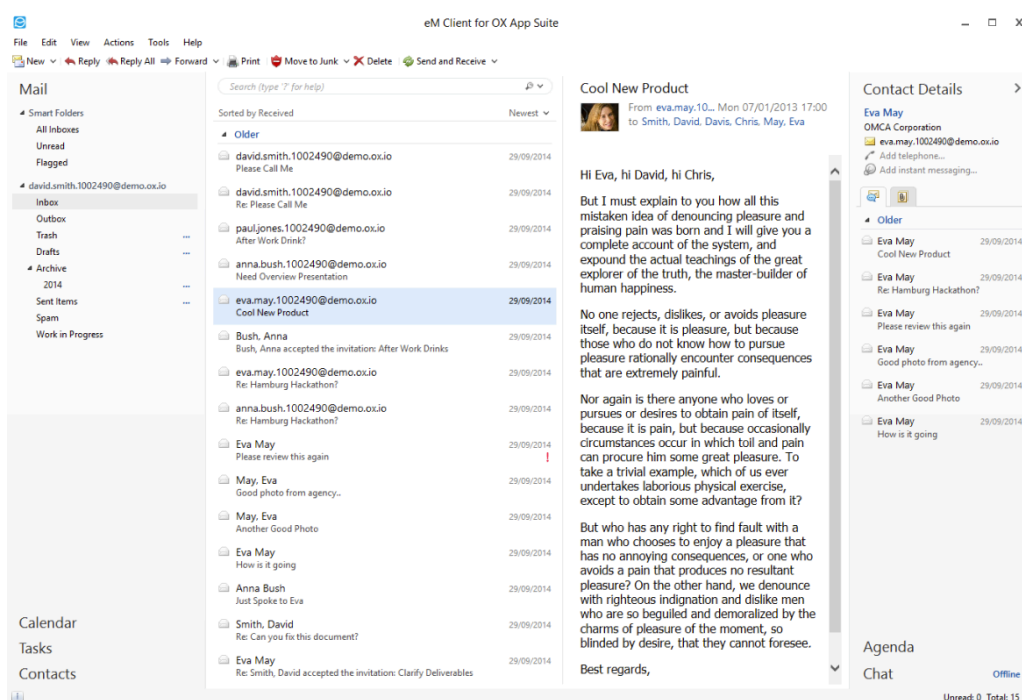 eM Client for OX App Suite
File Edit View Actions Tools Help
New Reply Reply All Forward Print Move to Junk Delete Send and Receive
Mail
Smart Folders
All Inboxes
Unread
Flagged
david.smith.1002490@demo.ox.io
Inbox
Outbox
Trash ...
Drafts ...
Archive
2014 ...
Sent Items ...
Spam
Work in Progress
Calendar
Tasks
Contacts
Search (type '?' for help)
Sorted by Received Newest
Older
david.smith.1002490@demo.ox.io 29/09/2014
Please Call Me
david.smith.1002490@demo.ox.io 29/09/2014
Re: Please Call Me
paul.jones.1002490@demo.ox.io 29/09/2014
After Work Drink?
anna.bush.1002490@demo.ox.io 29/09/2014
Need Overview Presentation
eva.may.1002490@demo.ox.io 29/09/2014
Cool New Product
Bush, Anna 29/09/2014
Bush, Anna accepted the invitation: After Work Drinks
eva.may.1002490@demo.ox.io 29/09/2014
Re: Hamburg Hackathon?
anna.bush.1002490@demo.ox.io 29/09/2014
Re: Hamburg Hackathon?
Eva May 29/09/2014
Please review this again !
May, Eva 29/09/2014
Good photo from agency..
May, Eva 29/09/2014
Another Good Photo
Eva May 29/09/2014
How is it going
Anna Bush 29/09/2014
Just Spoke to Eva
Smith, David 29/09/2014
Re: Can you fix this document?
Eva May 29/09/2014
Re: Smith, David accepted the invitation: Clarify Deliverables
Cool New Product
From eva.may.10... Mon 07/01/2013 17:00
to Smith, David, Davis, Chris, May, Eva
Hi Eva, hi David, hi Chris,
But I must explain to you how all this
mistaken idea of denouncing pleasure and
praising pain was born and I will give you a
complete account of the system, and
expound the actual teachings of the great
explorer of the truth, the master-builder of
human happiness.
No one rejects, dislikes, or avoids pleasure
itself, because it is pleasure, but because
those who do not know how to pursue
pleasure rationally encounter consequences
that are extremely painful.
Nor again is there anyone who loves or
pursues or desires to obtain pain of itself,
because it is pain, but because occasionally
circumstances occur in which toil and pain
can procure him some great pleasure. To
take a trivial example, which of us ever
undertakes laborious physical exercise,
except to obtain some advantage from it?
But who has any right to find fault with a
man who chooses to enjoy a pleasure that
has no annoying consequences, or one who
avoids a pain that produces no resultant
pleasure? On the other hand, we denounce
with righteous indignation and dislike men
who are so beguiled and demoralized by the
charms of pleasure of the moment, so
blinded by desire, that they cannot foresee.
Best regards,
Contact Details
Eva May
OMCA Corporation
eva.may.1002490@demo.ox.io
Add telephone...
Add instant messaging...
Older
Eva May 29/09/2014
Cool New Product
Eva May 29/09/2014
Re: Hamburg Hackathon?
Eva May 29/09/2014
Please review this again
Eva May 29/09/2014
Good photo from agency..
Eva May 29/09/2014
Another Good Photo
Eva May 29/09/2014
How is it going
Agenda
Chat Offline
Unread: 0 Total: 15